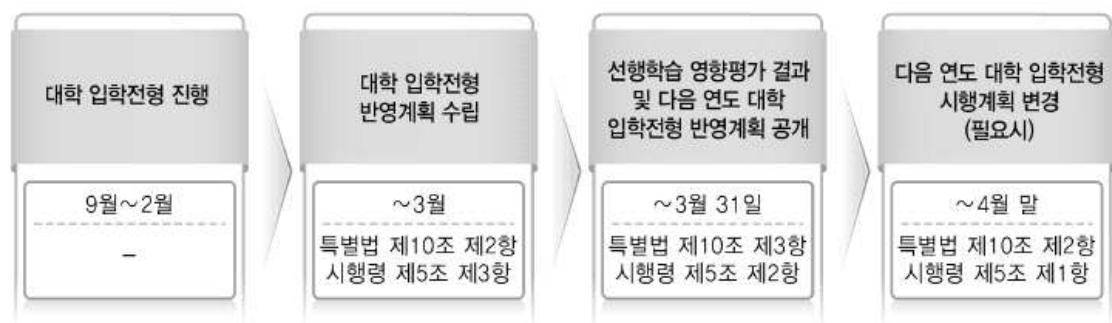 대학 입학전형 진행
9월~2월
-
대학 입학전형
반영계획 수립
~3월
특별법 제10조 제2항
시행령 제5조 제3항
선행학습 영향평가 결과
및 다음 연도 대학
입학전형 반영계획 공개
~3월 31일
특별법 제10조 제3항
시행령 제5조 제2항
다음 연도 대학 입학전형
시행계획 변경
(필요시)
~4월 말
특별법 제10조 제2항
시행령 제5조 제1항